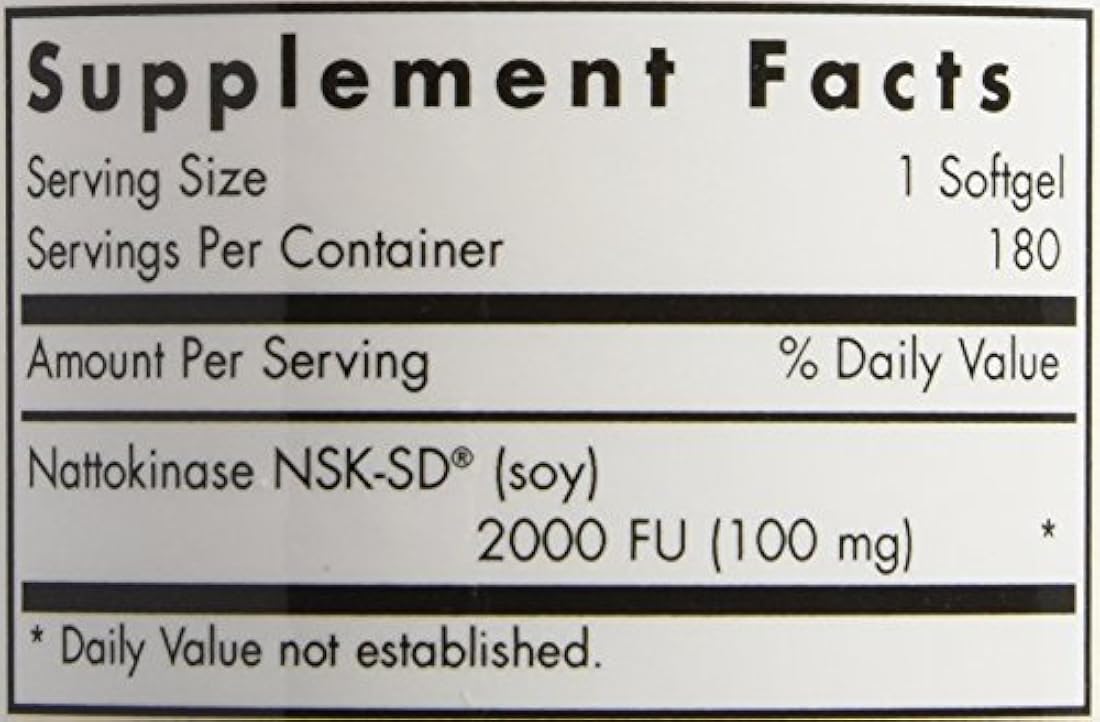 Supplement Facts
Serving Size 1 Softgel
Servings Per Container 180
Amount Per Serving % Daily Value
Nattokinase NSK-SD® (soy)
2000 FU (100 mg) *
* Daily Value not established.